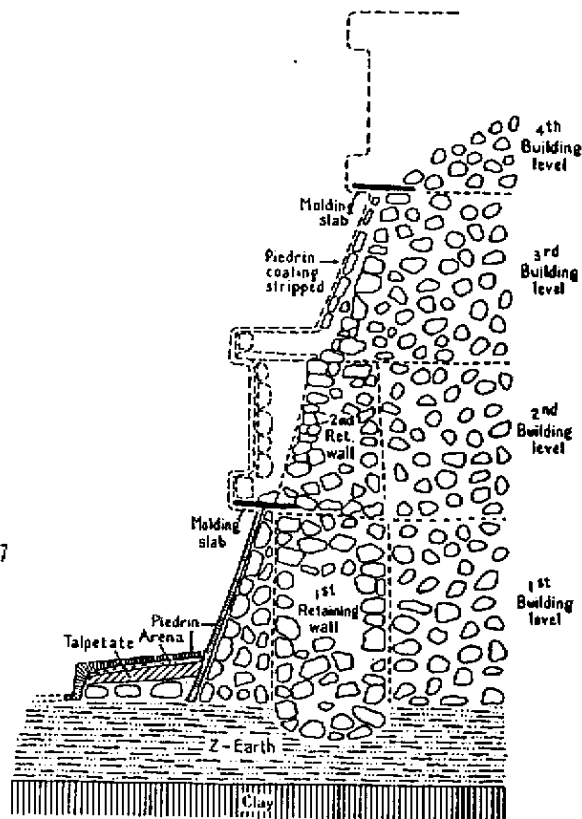 4th
Building
level
Molding
slab
Piedrin
coating
stripped
3rd
Building
level
2nd
Ret.
wall
2nd
Building
level
Molding
slab
7
1st
Retaining
wall
1st
Building
level
Piedrin
Arena
Talpetate
Z-Earth
Clay